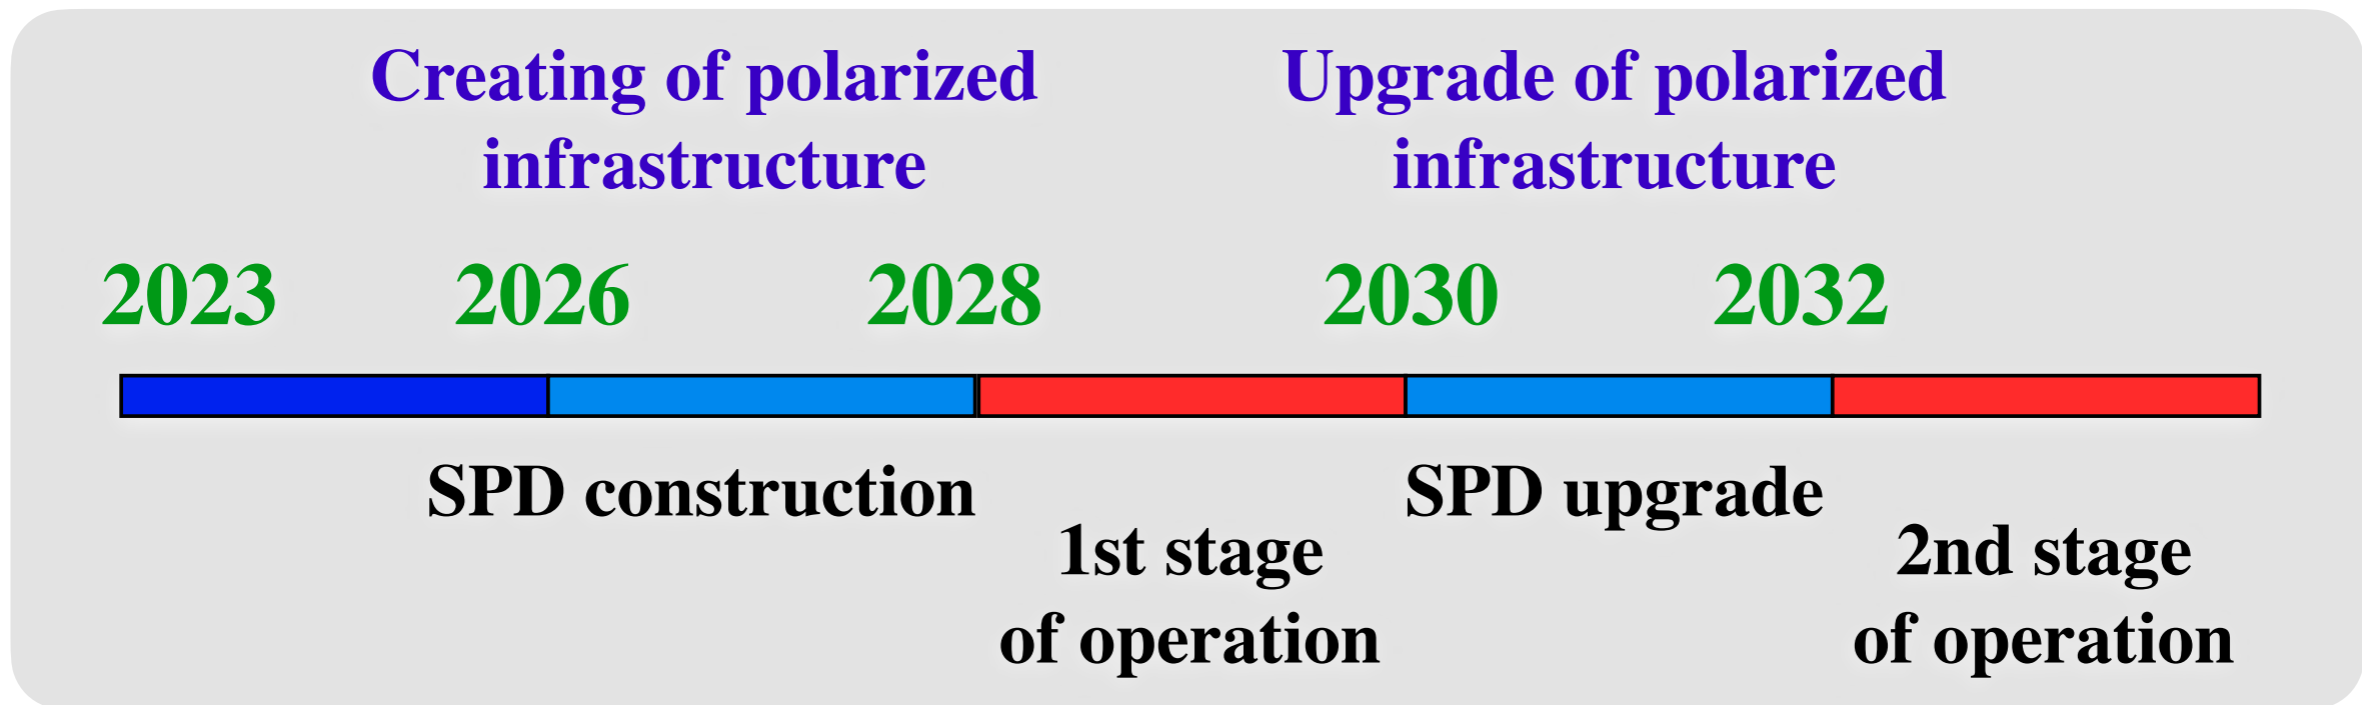 Creating of polarized
infrastructure
Upgrade of polarized
infrastructure
2023 2026 2028 2030 2032
SPD construction
1st stage
of operation
SPD upgrade
2nd stage
of operation